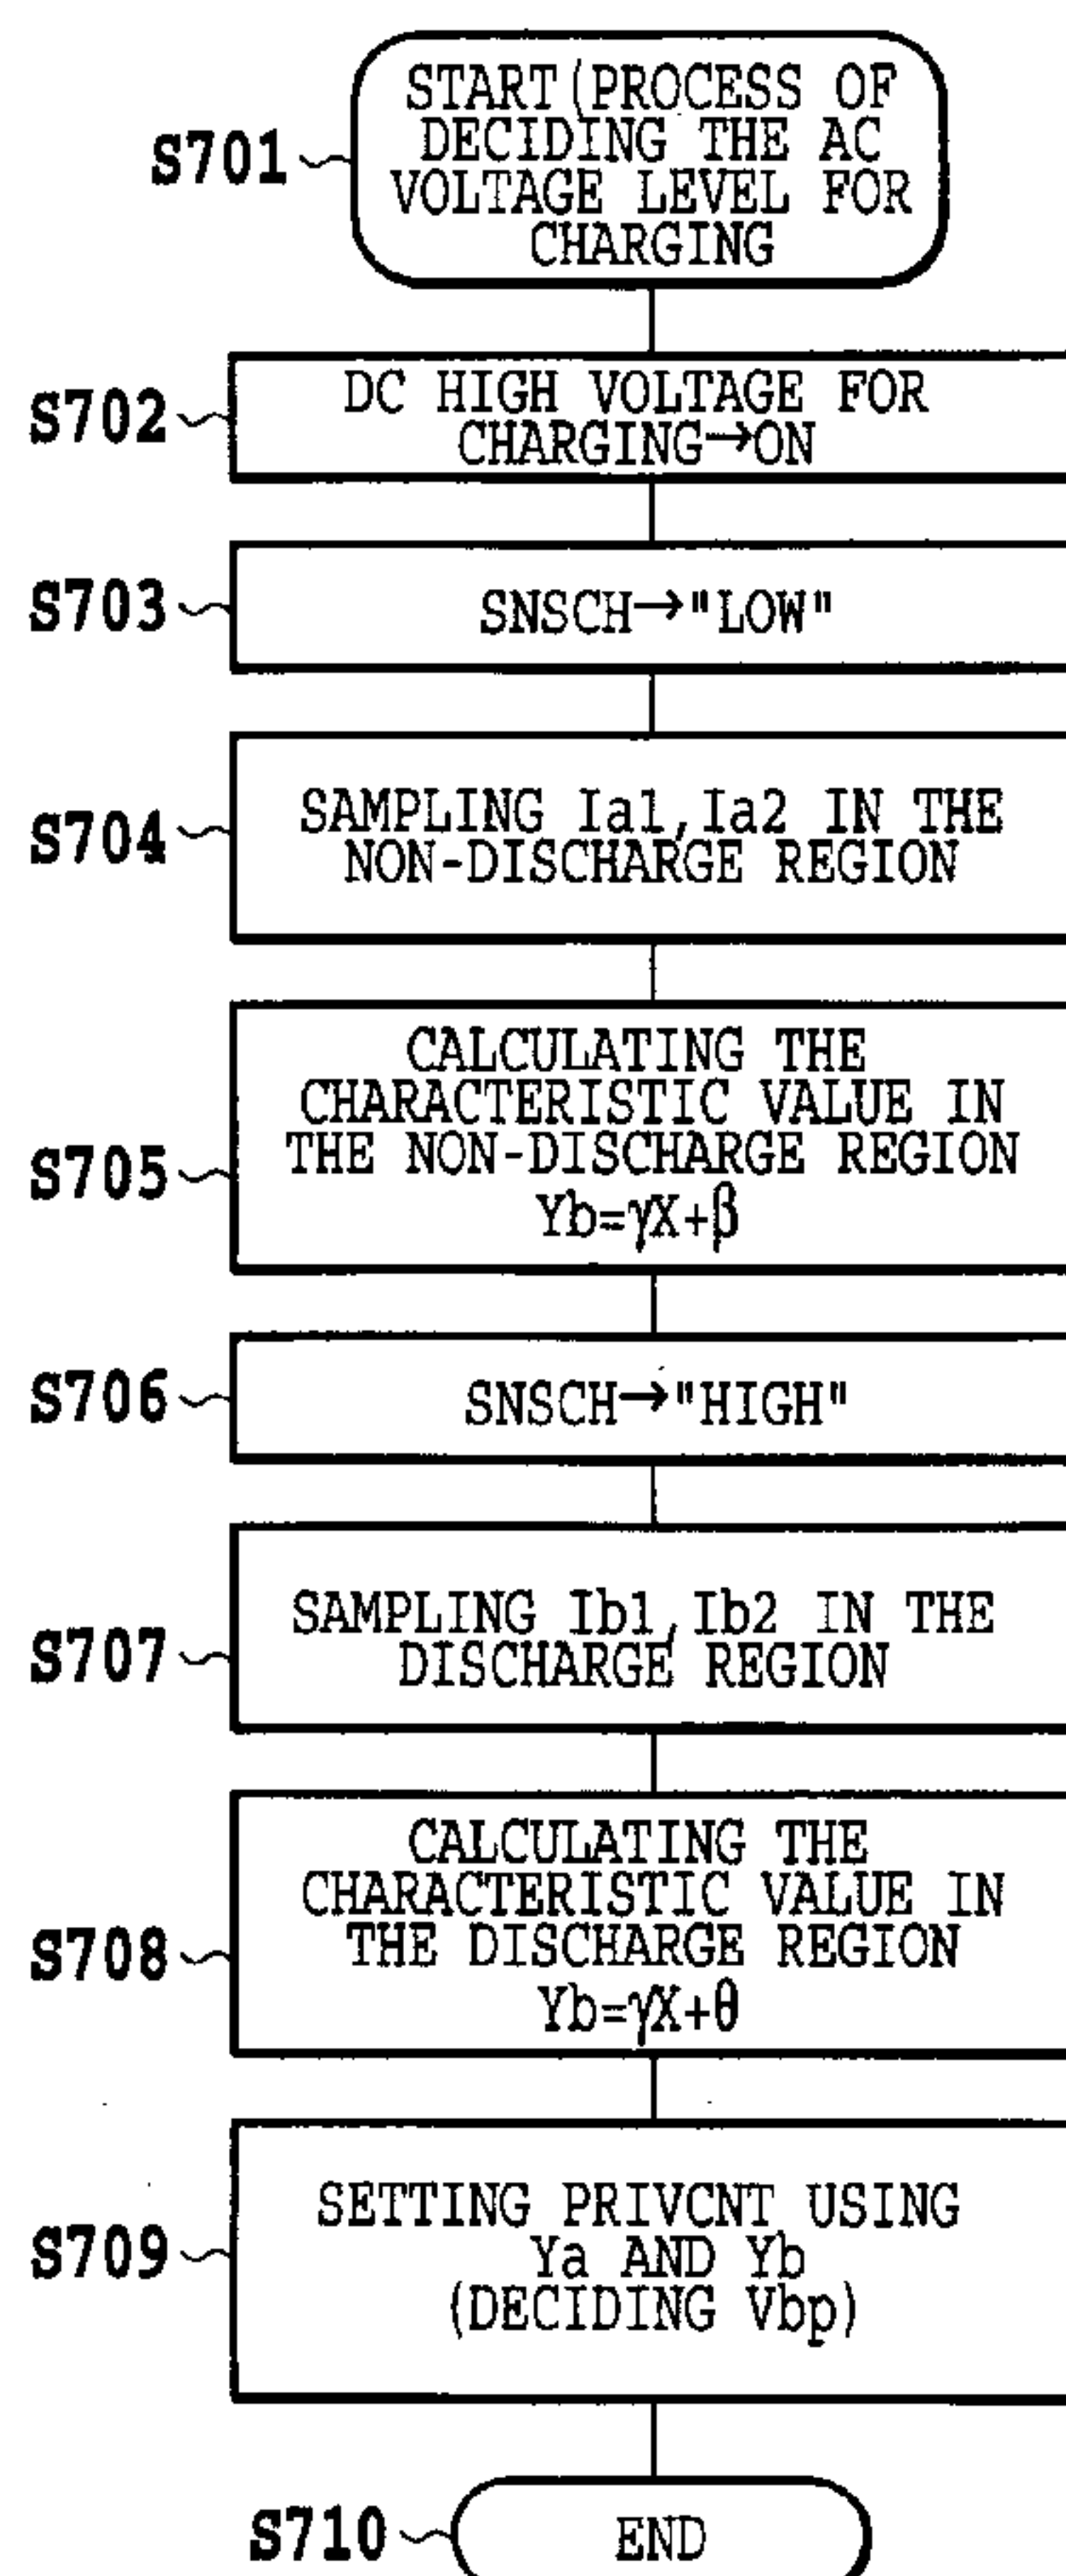 S701
START(PROCESS OF
DECIDING THE AC
VOLTAGE LEVEL FOR
CHARGING
S702
DC HIGH VOLTAGE FOR
CHARGING→ON
S703
SNSCH→"LOW"
S704
SAMPLING Ia1,Ia2 IN THE
NON-DISCHARGE REGION
S705
CALCULATING THE
CHARACTERISTIC VALUE IN
THE NON-DISCHARGE REGION
Yb=γX+β
S706
SNSCH→"HIGH"
S707
SAMPLING Ib1,Ib2 IN THE
DISCHARGE REGION
S708
CALCULATING THE
CHARACTERISTIC VALUE IN
THE DISCHARGE REGION
Yb=γX+θ
S709
SETTING PRIVCNT USING
Ya AND Yb
(DECIDING Vbp)
S710
END